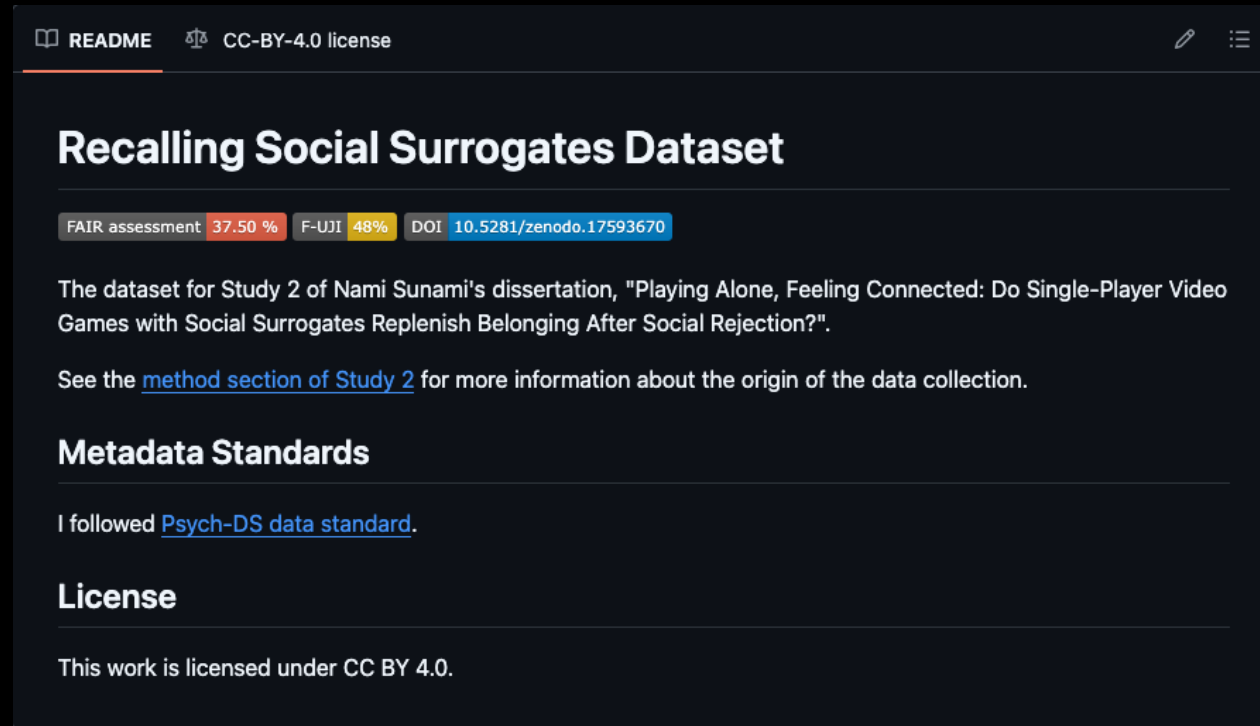 README CC-BY-4.0 license
Recalling Social Surrogates Dataset
FAIR assessment 37.50 % F-UJI 48% DOI 10.5281/zenodo.17593670
The dataset for Study 2 of Nami Sunami's dissertation, "Playing Alone, Feeling Connected: Do Single-Player Video
Games with Social Surrogates Replenish Belonging After Social Rejection?".
See the method section of Study 2 for more information about the origin of the data collection.
Metadata Standards
I followed Psych-DS data standard.
License
This work is licensed under CC BY 4.0.